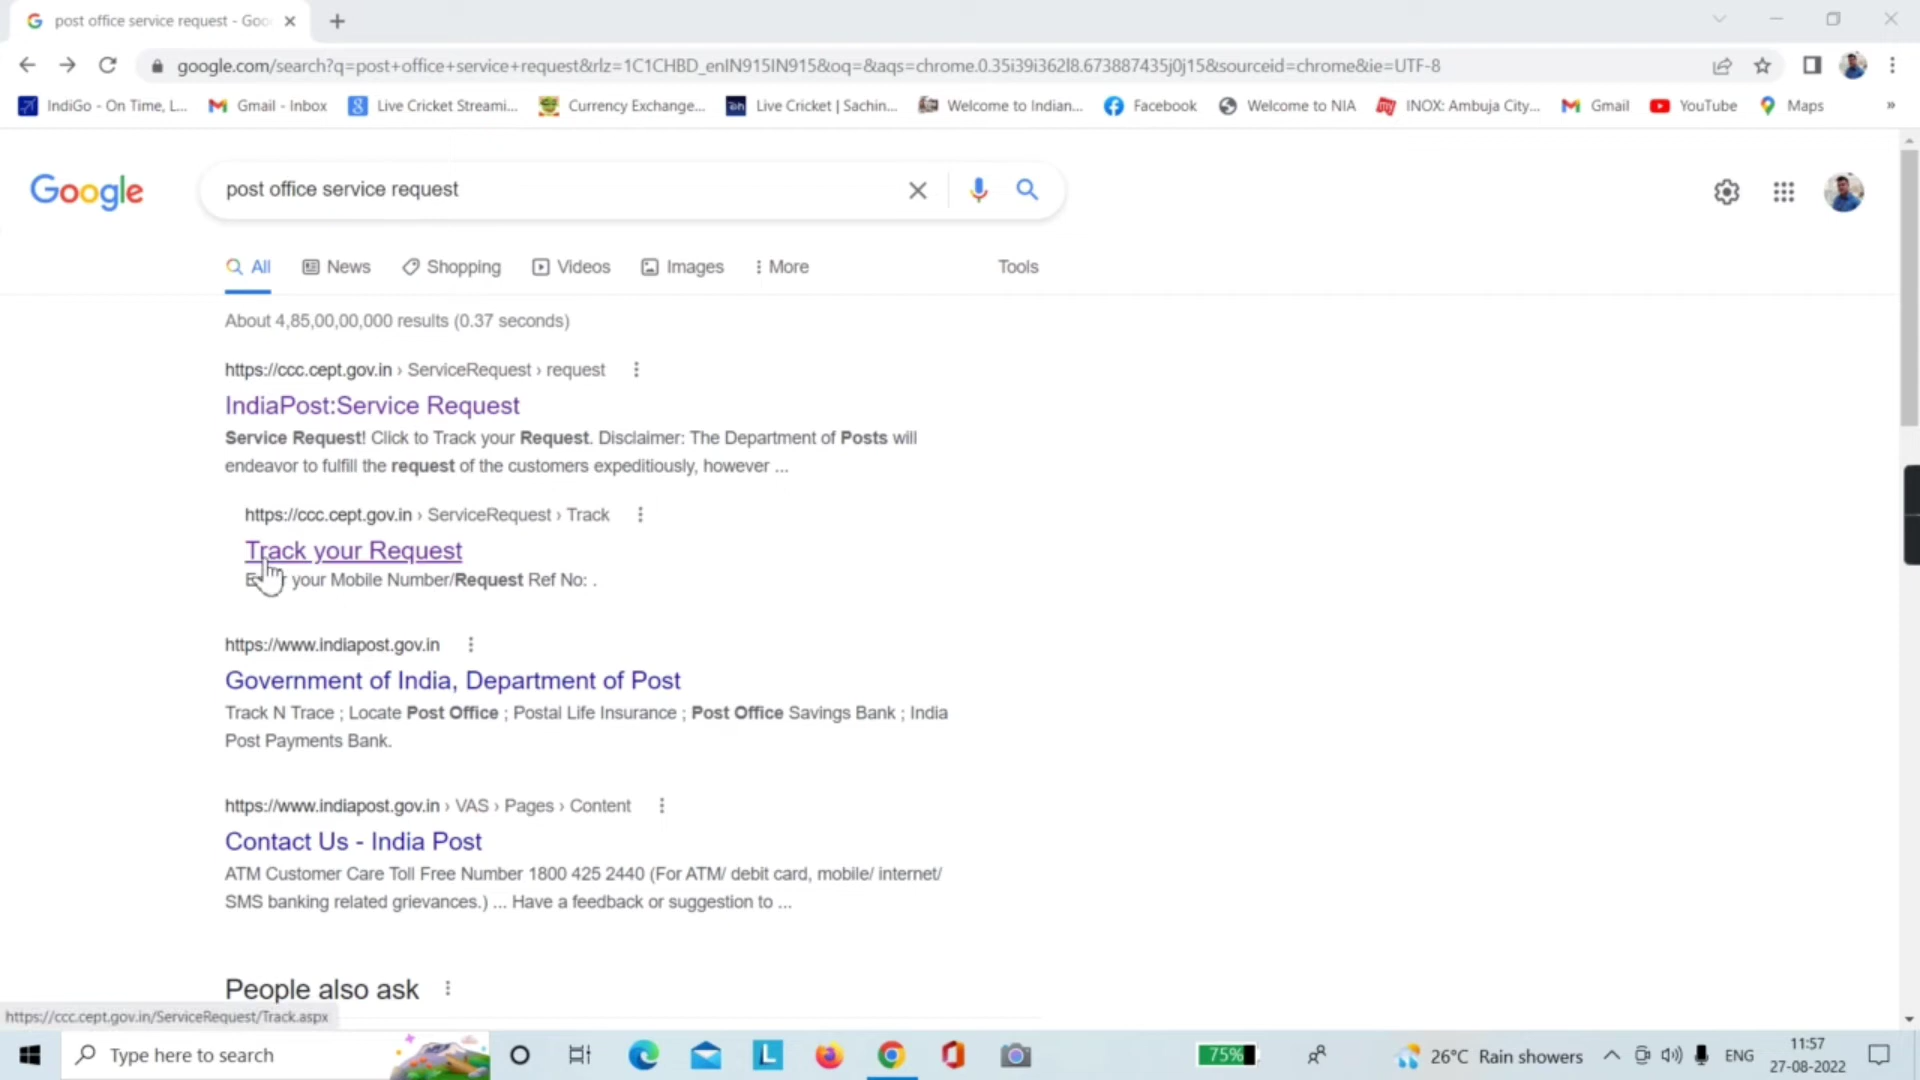 post office service request - Goo
google.com/search?q=post+office+service+request&rlz=1C1CHBD_enIN915IN915&oq=&aqs=chrome.0.35i39i362l8.673887435j0j15&sourceid=chrome&ie=UTF-8
IndiGo - On Time, L... Gmail - Inbox Live Cricket Streami... Currency Exchange... Live Cricket | Sachin... Welcome to Indian... Facebook Welcome to NIA INOX: Ambuja City... Gmail YouTube Maps »
Google post office service request
All News Shopping Videos Images More Tools
About 4,85,00,00,000 results (0.37 seconds)
https://ccc.cept.gov.in › ServiceRequest › request
IndiaPost:Service Request
Service Request! Click to Track your Request. Disclaimer: The Department of Posts will
endeavor to fulfill the request of the customers expeditiously, however ...
https://ccc.cept.gov.in › ServiceRequest › Track
Track your Request
your Mobile Number/Request Ref No: .
https://www.indiapost.gov.in
Government of India, Department of Post
Track N Trace ; Locate Post Office ; Postal Life Insurance ; Post Office Savings Bank ; India
Post Payments Bank.
https://www.indiapost.gov.in › VAS › Pages › Content
Contact Us - India Post
ATM Customer Care Toll Free Number 1800 425 2440 (For ATM/ debit card, mobile/ internet/
SMS banking related grievances.) ... Have a feedback or suggestion to ...
People also ask
https://ccc.cept.gov.in/ServiceRequest/Track.aspx
Type here to search L 75% 26°C Rain showers ENG 11:57
27-08-2022